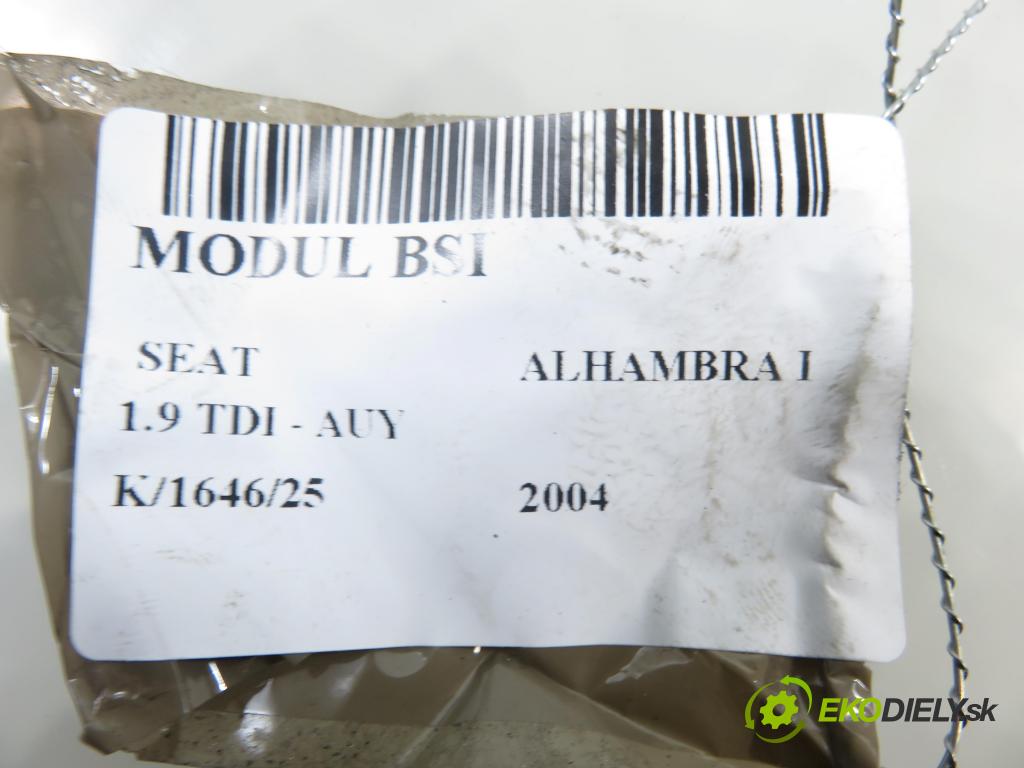 MODUL BSI
SEAT ALHAMBRA I
1.9 TDI - AUY
K/1646/25 2004
EKODIELY.sk